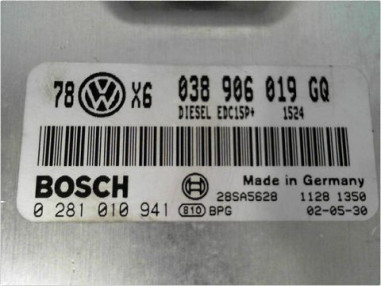 78 X6 038 906 019 GQ
DIESEL EDC15P+ 1524
BOSCH
Made in Germany
28SA5628 1128 1350
0 281 010 941 810 BPG 02-05-30